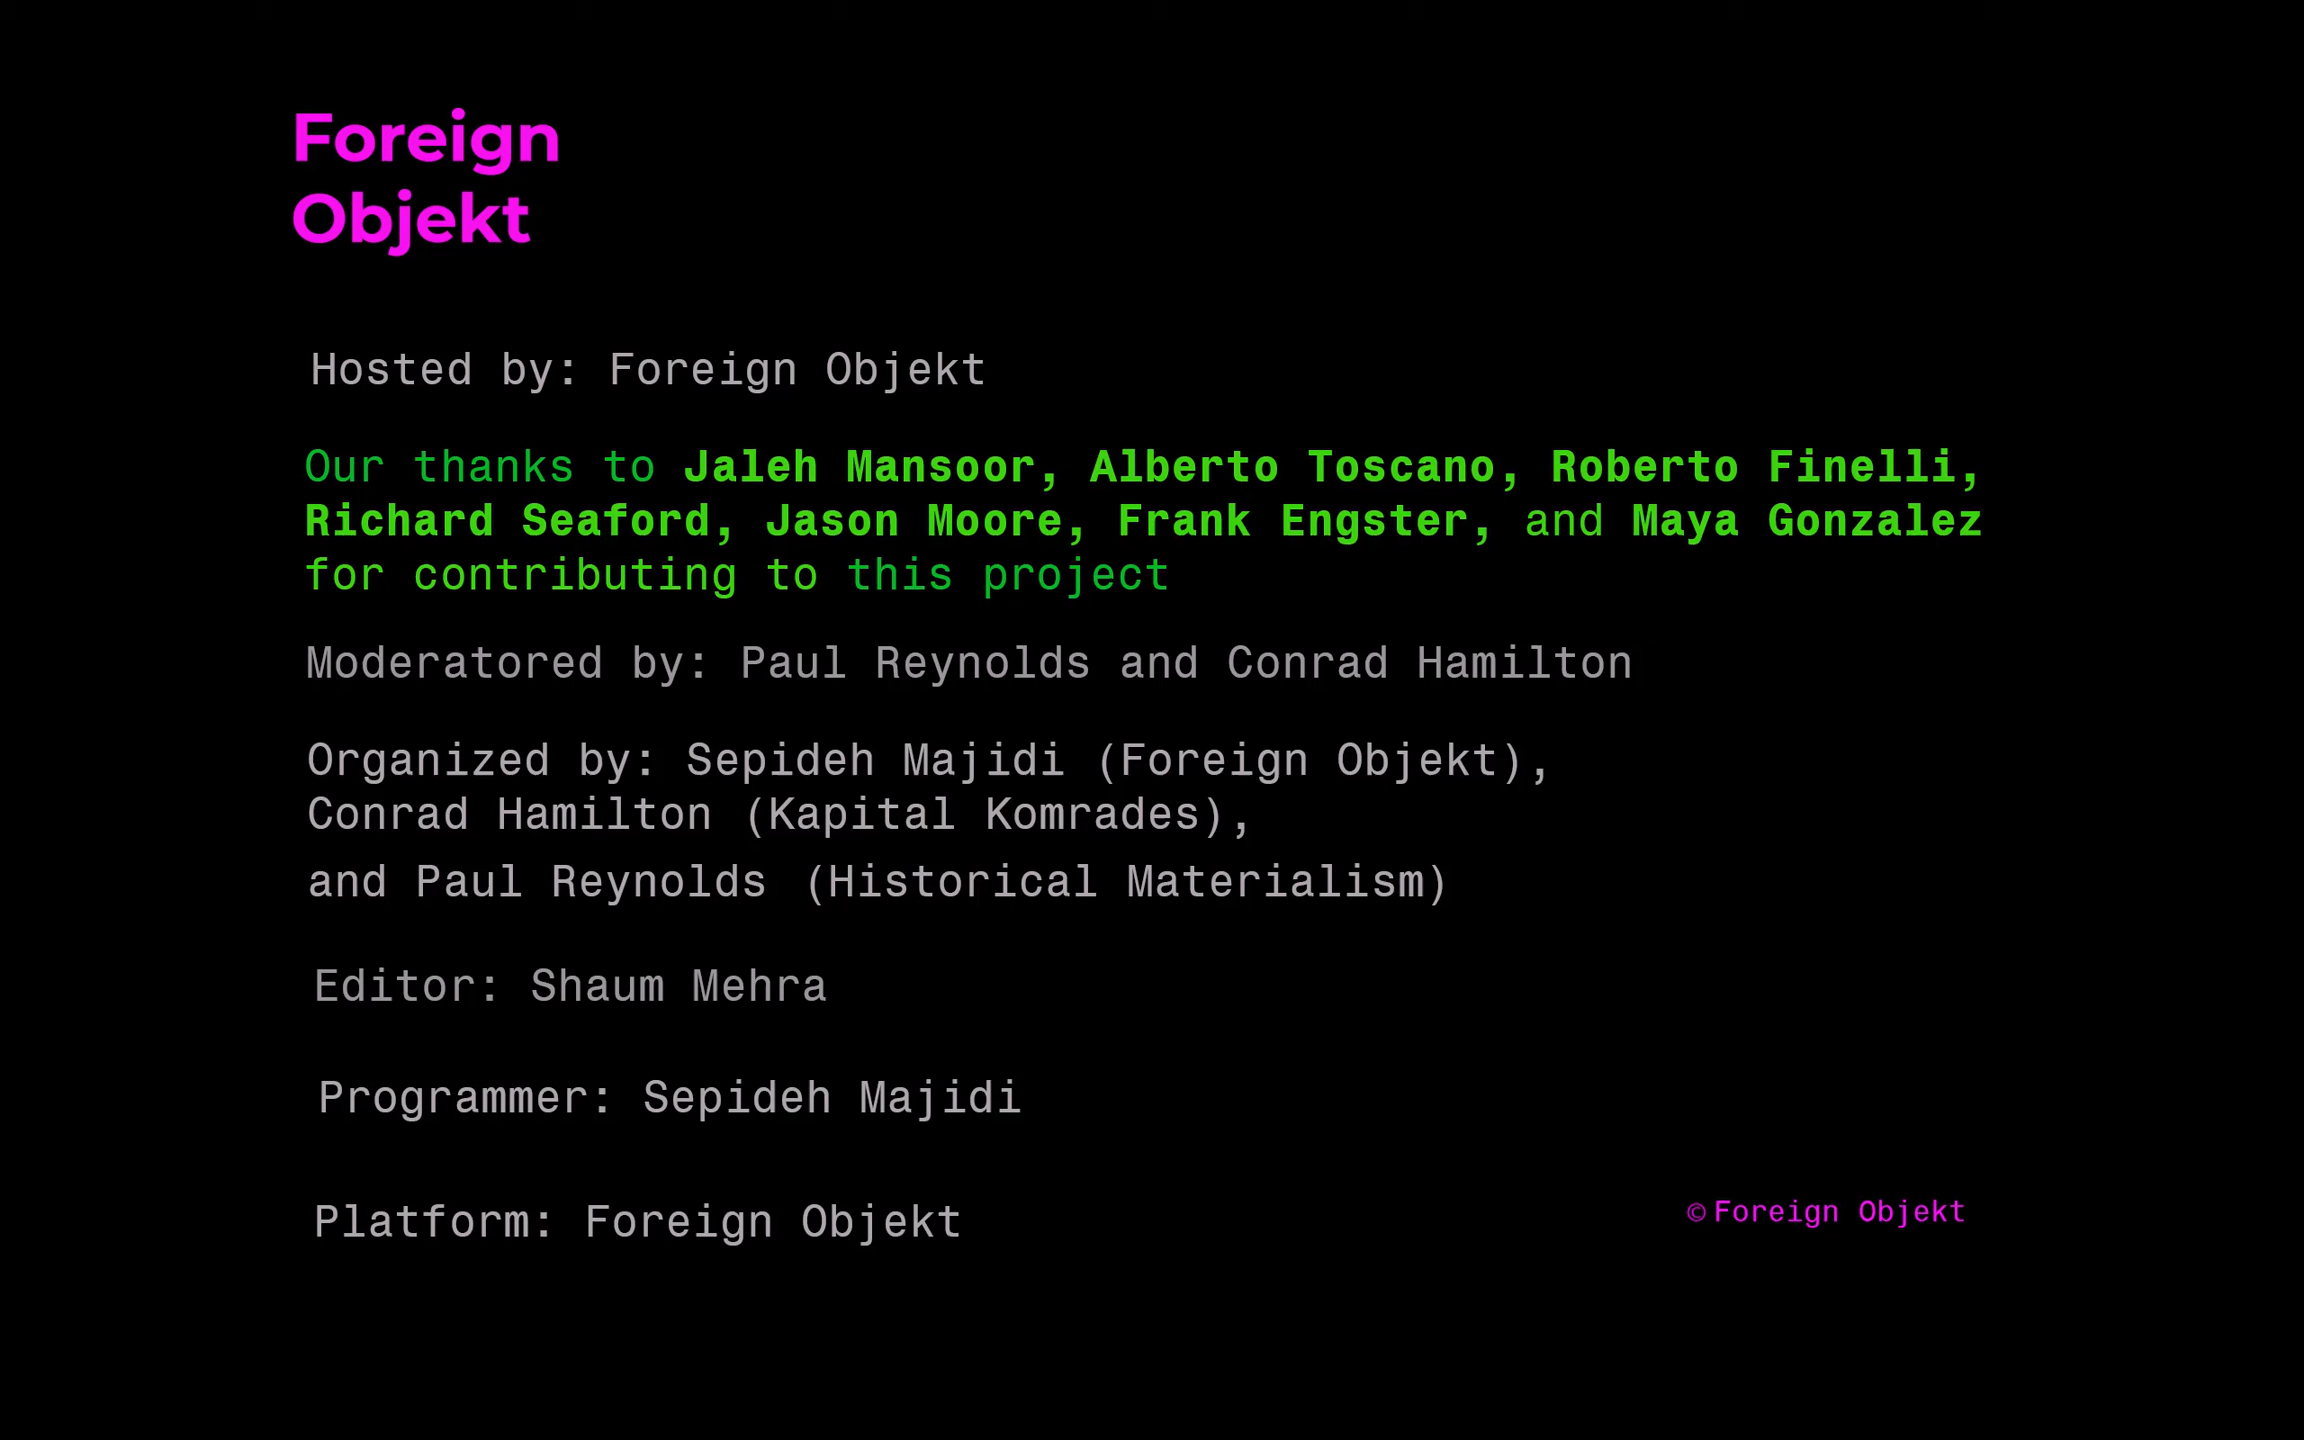 Foreign
Objekt
Hosted by: Foreign Objekt
Our thanks to Jaleh Mansoor, Alberto Toscano, Roberto Finelli,
Richard Seaford, Jason Moore, Frank Engster, and Maya Gonzalez
for contributing to this project
Moderatored by: Paul Reynolds and Conrad Hamilton
Organized by: Sepideh Majidi (Foreign Objekt),
Conrad Hamilton (Kapital Komrades),
and Paul Reynolds (Historical Materialism)
Editor: Shaum Mehra
Programmer: Sepideh Majidi
Platform: Foreign Objekt
© Foreign Objekt